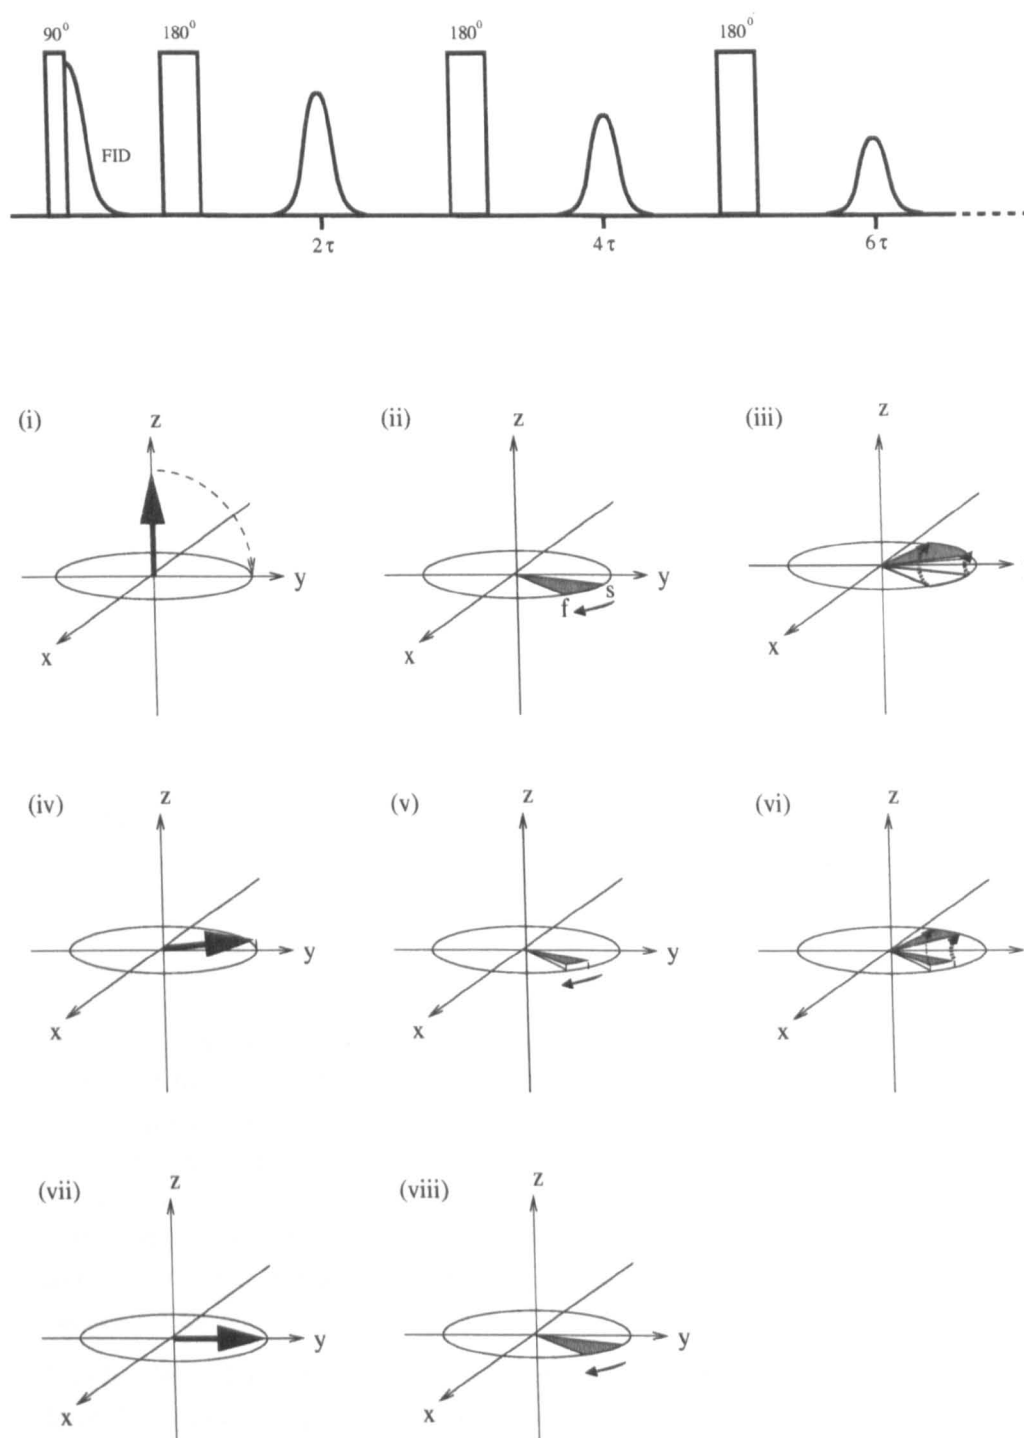 90° 180° 180° 180°
FID
2τ 4τ 6τ
(i) (ii) (iii)
z z z
y y
s
f
x x x
(iv) (v) (vi)
z z z
y y
x x x
(vii) (viii)
z z
y y
x x